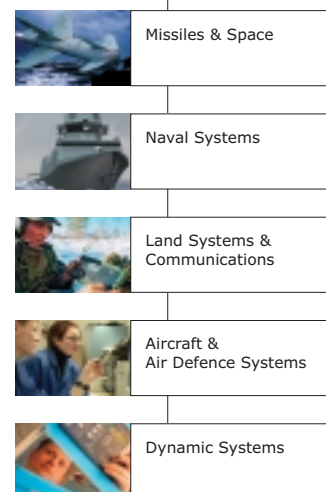 Missiles & Space
Naval Systems
Land Systems &
Communications
Aircraft &
Air Defence Systems
Dynamic Systems